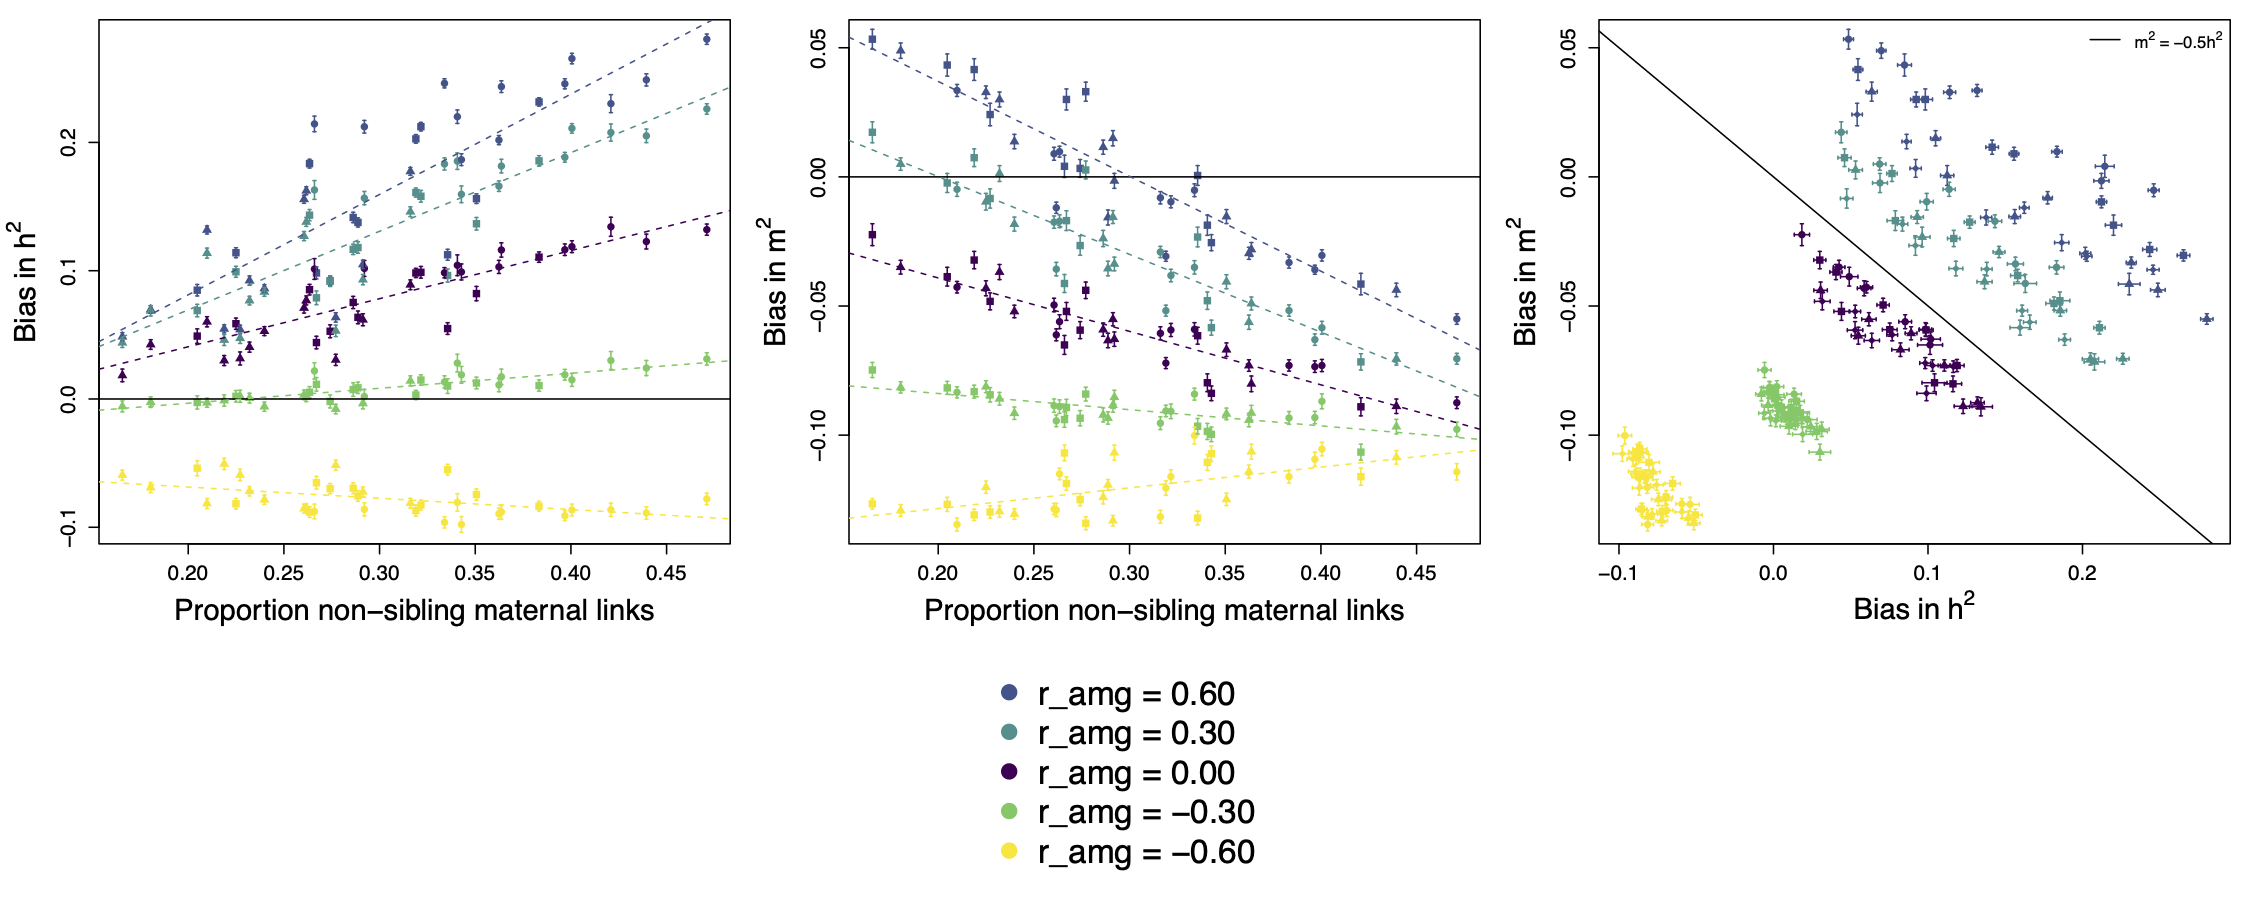 Bias in h²
0.2
0.1
0.0
−0.1
0.20 0.25 0.30 0.35 0.40 0.45
Proportion non−sibling maternal links
Bias in m²
0.05
0.00
−0.05
−0.10
0.20 0.25 0.30 0.35 0.40 0.45
Proportion non−sibling maternal links
Bias in m²
0.05
0.00
−0.05
−0.10
m² = −0.5h²
−0.1 0.0 0.1 0.2
Bias in h²
r_amg = 0.60
r_amg = 0.30
r_amg = 0.00
r_amg = −0.30
r_amg = −0.60